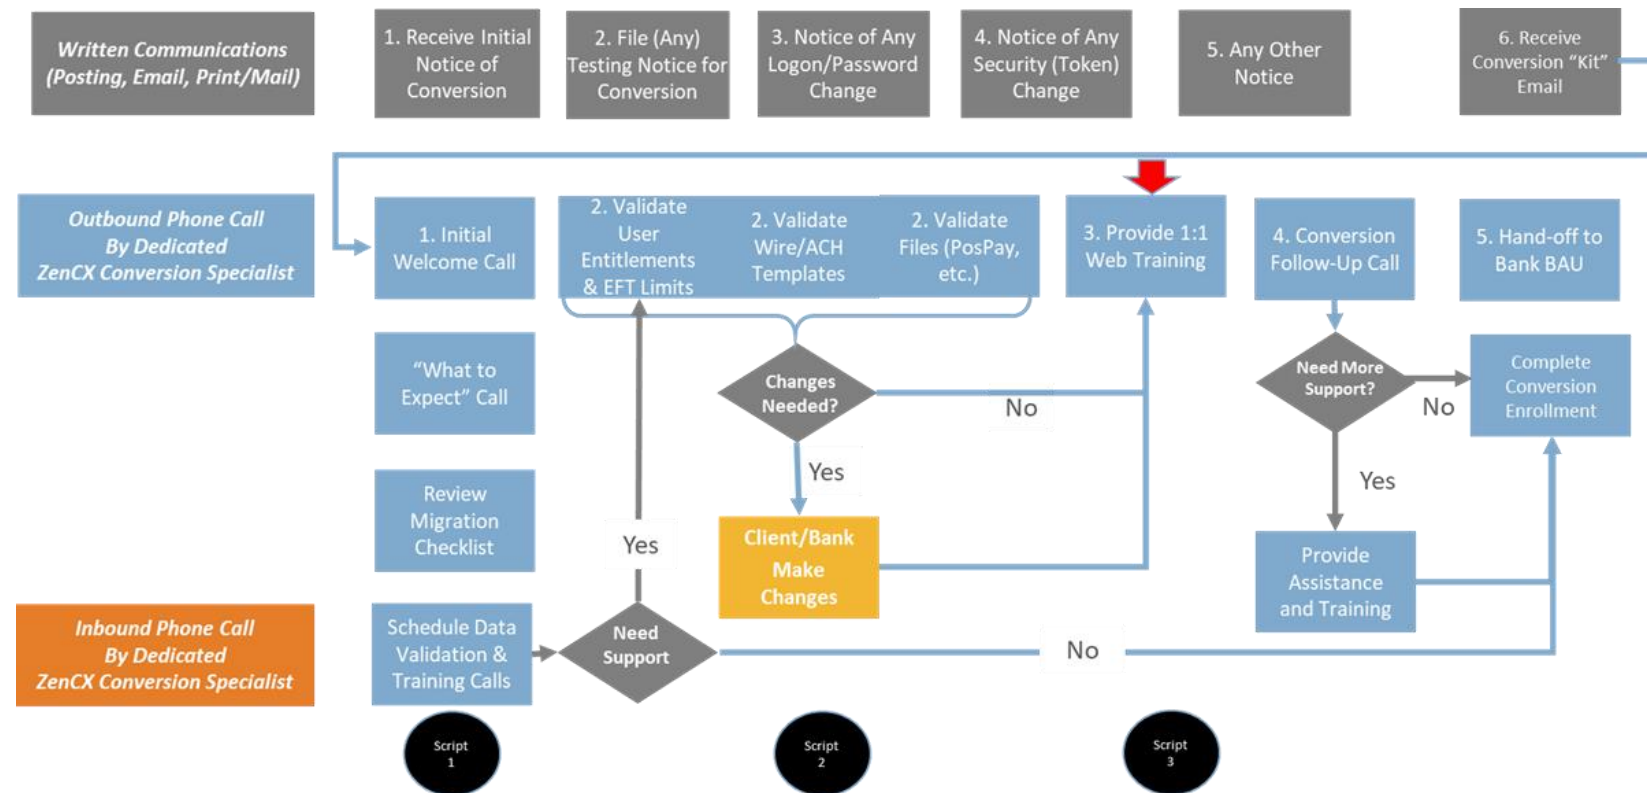 Written Communications
(Posting, Email, Print/Mail)
1. Receive Initial
Notice of
Conversion
2. File (Any)
Testing Notice for
Conversion
3. Notice of Any
Logon/Password
Change
4. Notice of Any
Security (Token)
Change
5. Any Other
Notice
6. Receive
Conversion “Kit”
Email
Outbound Phone Call
By Dedicated
ZenCX Conversion Specialist
1. Initial
Welcome Call
2. Validate
User
Entitlements
& EFT Limits
2. Validate
Wire/ACH
Templates
2. Validate
Files (PosPay,
etc.)
3. Provide 1:1
Web Training
4. Conversion
Follow-Up Call
5. Hand-off to
Bank BAU
“What to
Expect” Call
Changes
Needed?
No
Need More
Support?
No
Complete
Conversion
Enrollment
Yes
Yes
Review
Migration
Checklist
Yes
Client/Bank
Make
Changes
Provide
Assistance
and Training
Inbound Phone Call
By Dedicated
ZenCX Conversion Specialist
Schedule Data
Validation &
Training Calls
Need
Support
No
Script
1
Script
2
Script
3